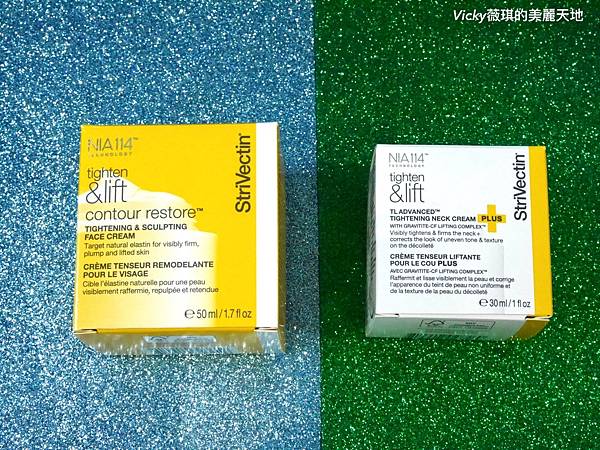 Vicky薇琪的美麗天地
NIA114™
TECHNOLOGY
tighten
&lift
contour restore™
TIGHTENING & SCULPTING
FACE CREAM
Target natural elastin for visibly firm,
plump and lifted skin
CRÈME TENSEUR REMODELANTE
POUR LE VISAGE
Cible l'élastine naturelle pour une peau
visiblement raffermie, repulpée et retendue
℮ 50 ml / 1.7 fl oz
StriVectin®
NIA114™
TECHNOLOGY
tighten
&lift
TL ADVANCED™
TIGHTENING NECK CREAM PLUS
WITH GRAVITITE-CF LIFTING COMPLEX™
Visibly tightens & firms the neck +
corrects the look of uneven tone & texture
on the décolleté
CRÈME TENSEUR LIFTANTE
POUR LE COU PLUS
AVEC GRAVITITE-CF LIFTING COMPLEX™
Raffermit et lisse visiblement la peau et corrige
l'apparence du teint de peau non uniforme et
de la texture de la peau du décolleté
℮ 30 ml / 1 fl oz
StriVectin®